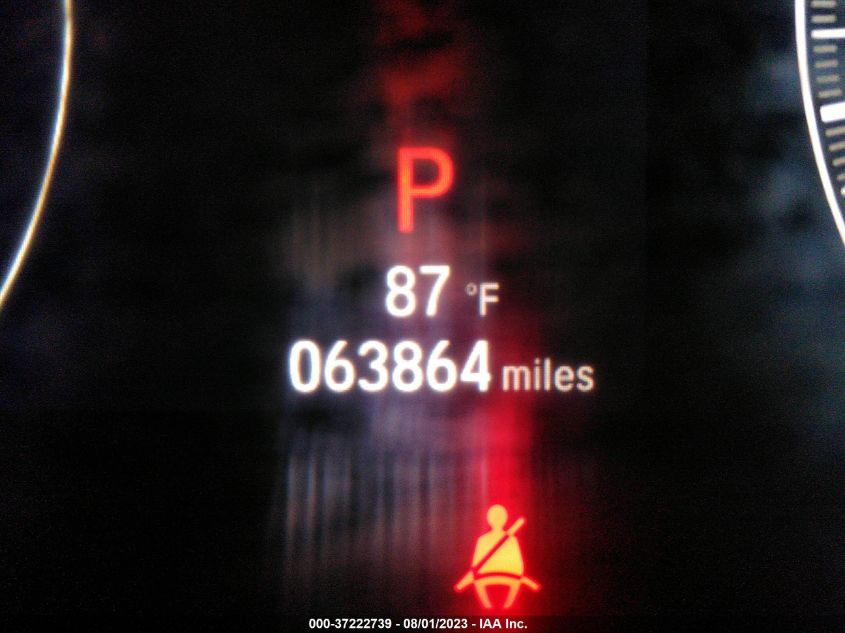 P
87 °F
063864 miles
000-37222739 - 08/01/2023 - IAA Inc.